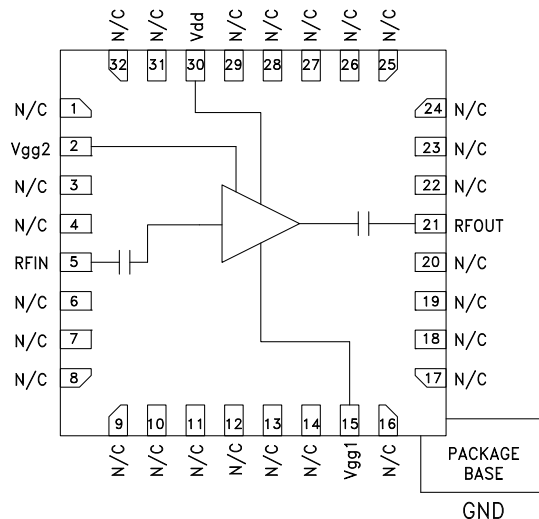 N/C N/C Vdd N/C N/C N/C N/C N/C
32 31 30 29 28 27 26 25
N/C 1 24 N/C
Vgg2 2 23 N/C
N/C 3 22 N/C
N/C 4 21 RFOUT
RFIN 5 20 N/C
N/C 6 19 N/C
N/C 7 18 N/C
N/C 8 17 N/C
9 10 11 12 13 14 15 16
N/C N/C N/C N/C N/C N/C Vgg1 N/C
PACKAGE
BASE
GND